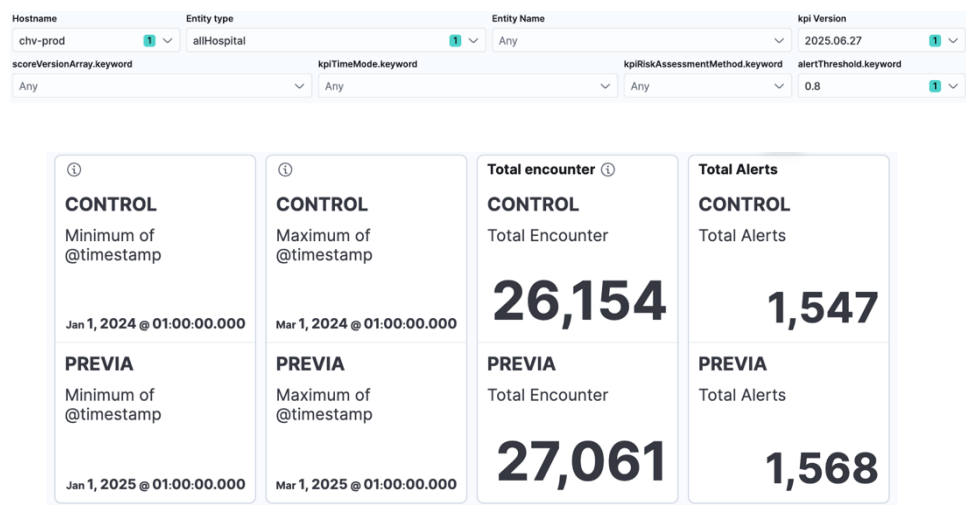 Hostname Entity type Entity Name kpi Version
chv-prod 1 allHospital 1 Any 2025.06.27 1
scoreVersionArray.keyword kpiTimeMode.keyword kpiRiskAssessmentMethod.keyword alertThreshold.keyword
Any Any Any 0.8 1
CONTROL
Minimum of
@timestamp
Jan 1, 2024 @ 01:00:00.000
PREVIA
Minimum of
@timestamp
Jan 1, 2025 @ 01:00:00.000
CONTROL
Maximum of
@timestamp
Mar 1, 2024 @ 01:00:00.000
PREVIA
Maximum of
@timestamp
Mar 1, 2025 @ 01:00:00.000
Total encounter
CONTROL
Total Encounter
26,154
PREVIA
Total Encounter
27,061
Total Alerts
CONTROL
Total Alerts
1,547
PREVIA
Total Alerts
1,568